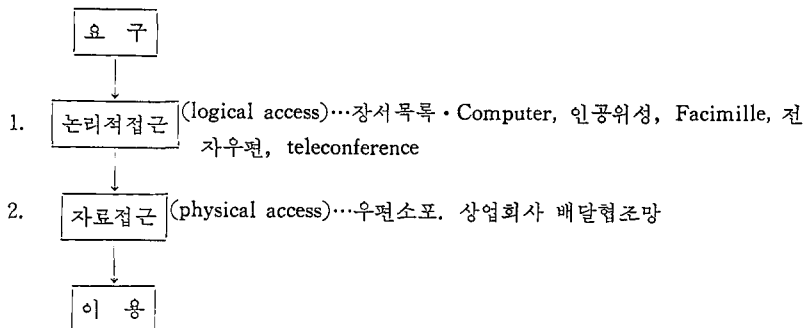 요 구
1. 논리적접근 (logical access)…장서목록·Computer, 인공위성, Facimille, 전
자우편, teleconference
2. 자료접근 (physical access)…우편소포. 상업회사 배달협조망
이 용